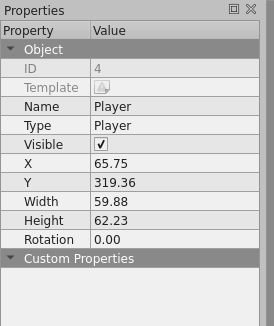 Properties
Property Value
Object
ID 4
Template
Name Player
Type Player
Visible
X 65.75
Y 319.36
Width 59.88
Height 62.23
Rotation 0.00
Custom Properties